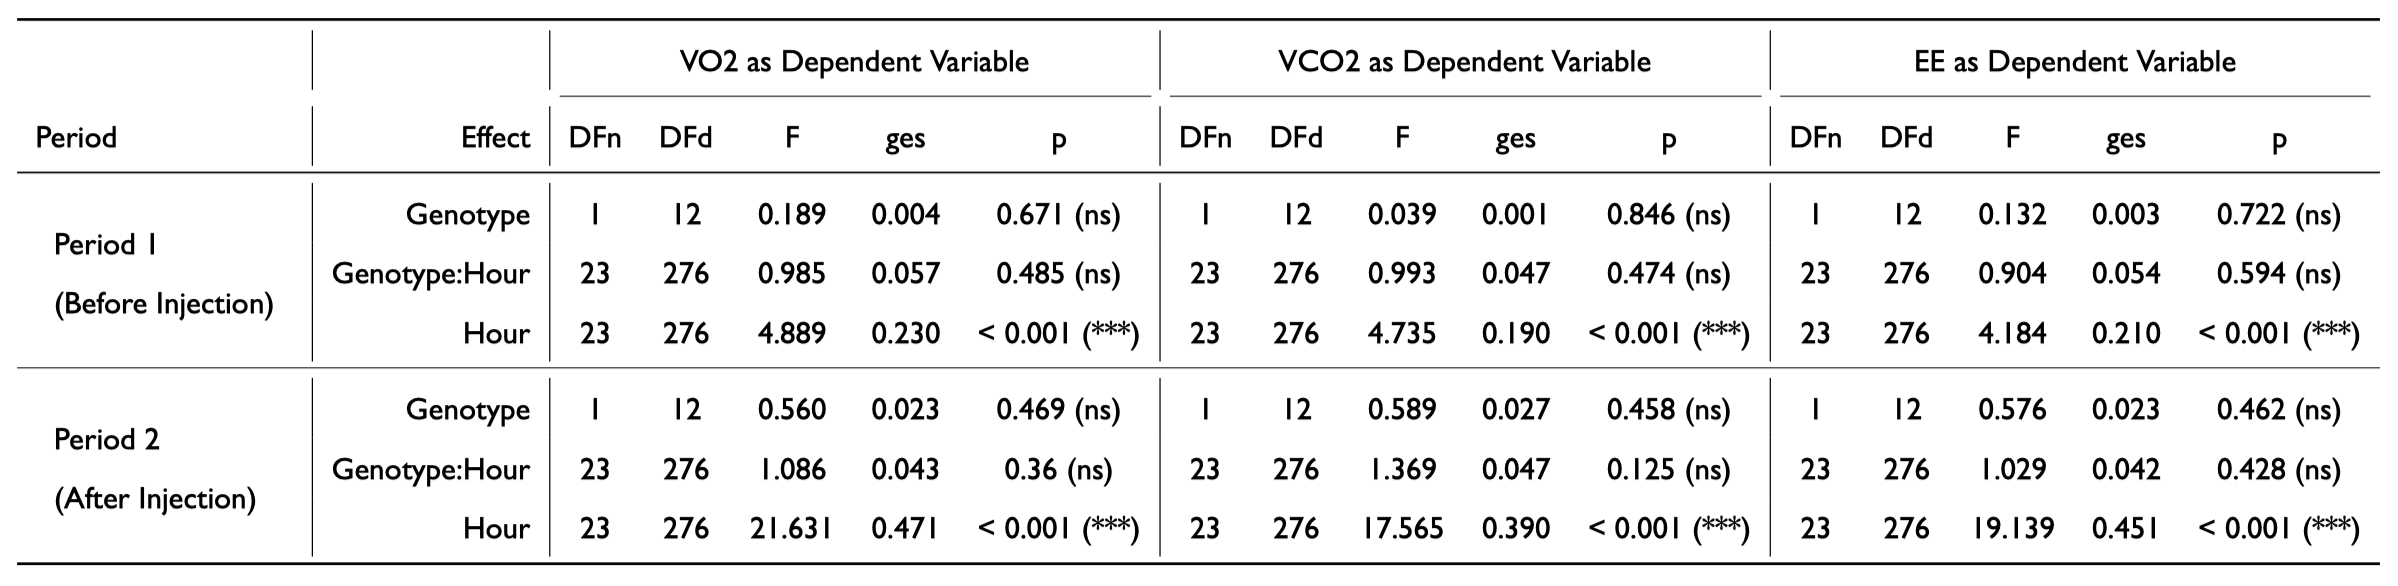 VO2 as Dependent Variable VCO2 as Dependent Variable EE as Dependent Variable
Period Effect DFn DFd F ges p DFn DFd F ges p DFn DFd F ges p
Genotype 1 12 0.189 0.004 0.671 (ns) 1 12 0.039 0.001 0.846 (ns) 1 12 0.132 0.003 0.722 (ns)
Period 1
Genotype:Hour 23 276 0.985 0.057 0.485 (ns) 23 276 0.993 0.047 0.474 (ns) 23 276 0.904 0.054 0.594 (ns)
(Before Injection)
Hour 23 276 4.889 0.230 < 0.001 (***) 23 276 4.735 0.190 < 0.001 (***) 23 276 4.184 0.210 < 0.001 (***)
Genotype 1 12 0.560 0.023 0.469 (ns) 1 12 0.589 0.027 0.458 (ns) 1 12 0.576 0.023 0.462 (ns)
Period 2
Genotype:Hour 23 276 1.086 0.043 0.36 (ns) 23 276 1.369 0.047 0.125 (ns) 23 276 1.029 0.042 0.428 (ns)
(After Injection)
Hour 23 276 21.631 0.471 < 0.001 (***) 23 276 17.565 0.390 < 0.001 (***) 23 276 19.139 0.451 < 0.001 (***)